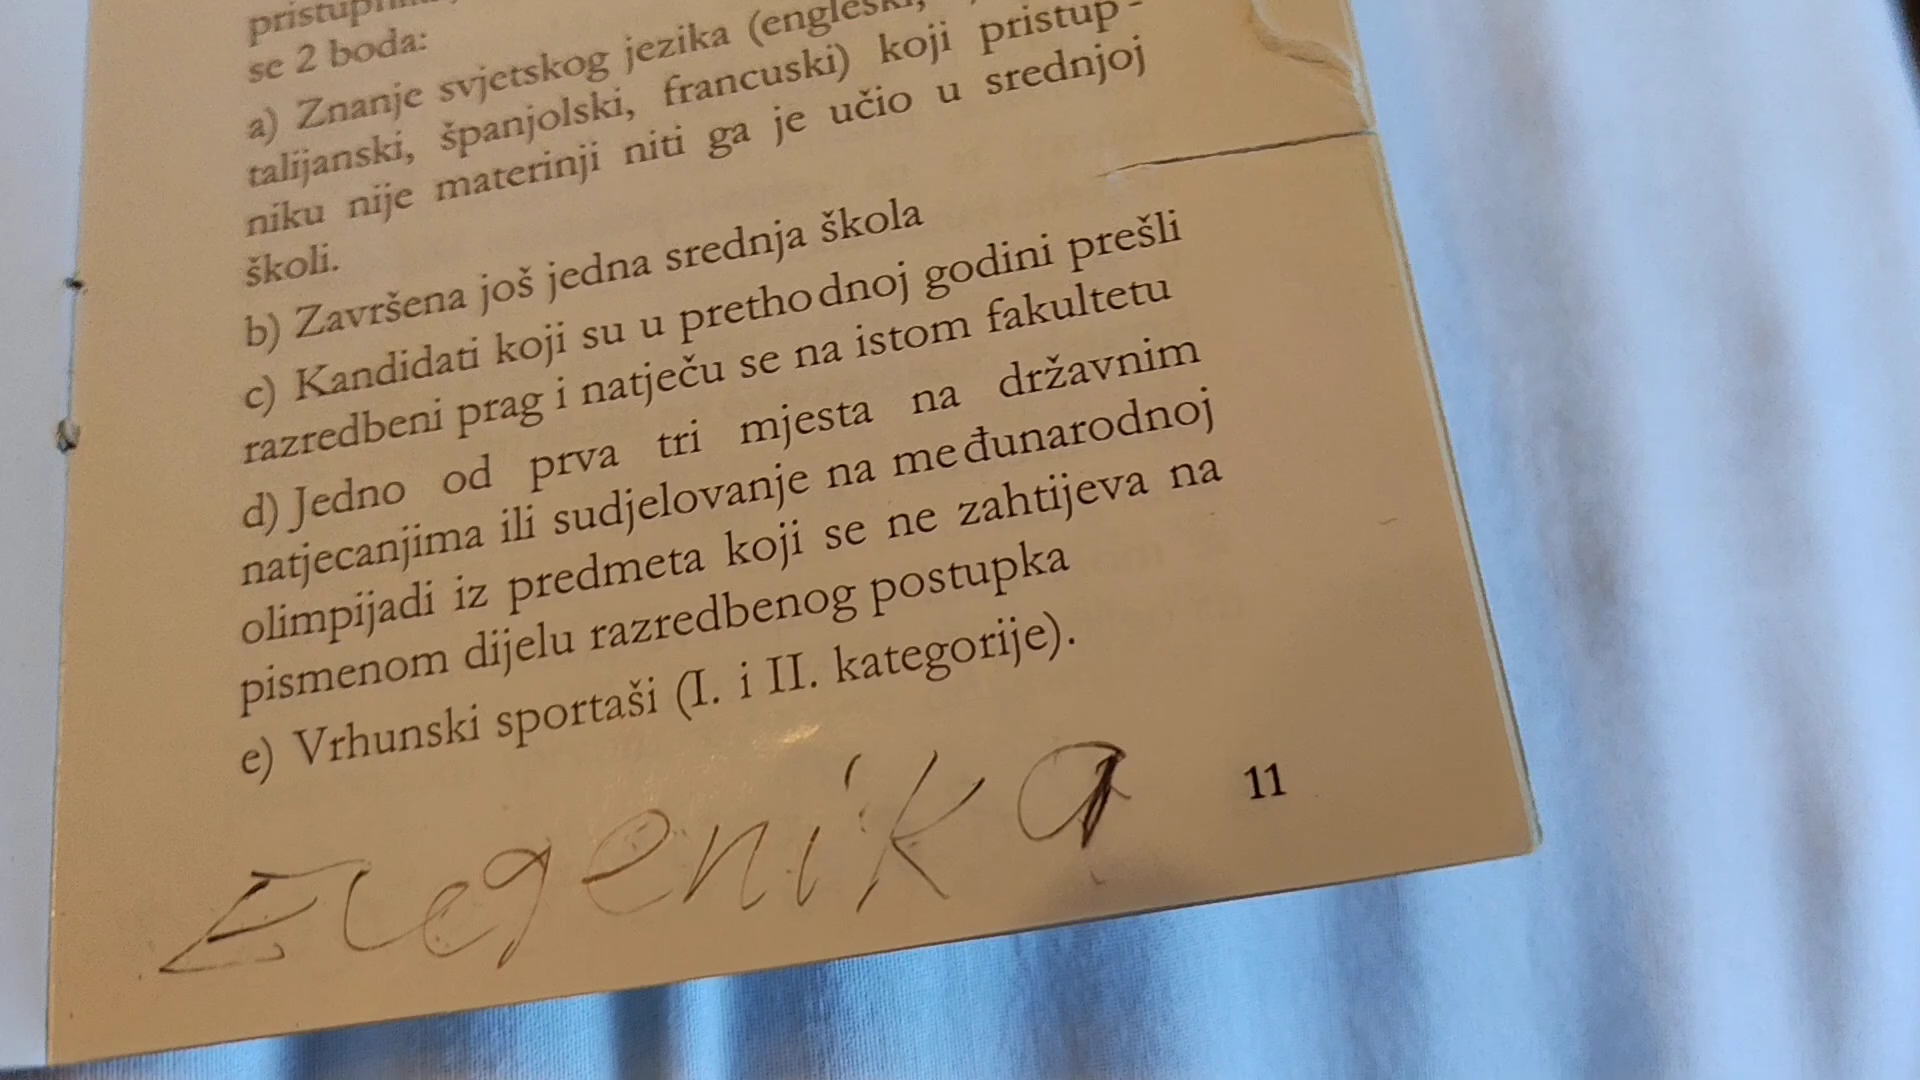 se 2 boda:
a) Znanje svjetskog jezika (engleski,
talijanski, španjolski, francuski) koji pristup-
niku nije materinji niti ga je učio u srednjoj
školi.
b) Završena još jedna srednja škola
c) Kandidati koji su u prethodnoj godini prešli
razredbeni prag i natječu se na istom fakultetu
d) Jedno od prva tri mjesta na državnim
natjecanjima ili sudjelovanje na međunarodnoj
olimpijadi iz predmeta koji se ne zahtijeva na
pismenom dijelu razredbenog postupka
e) Vrhunski sportaši (I. i II. kategorije).
Eugenika
11